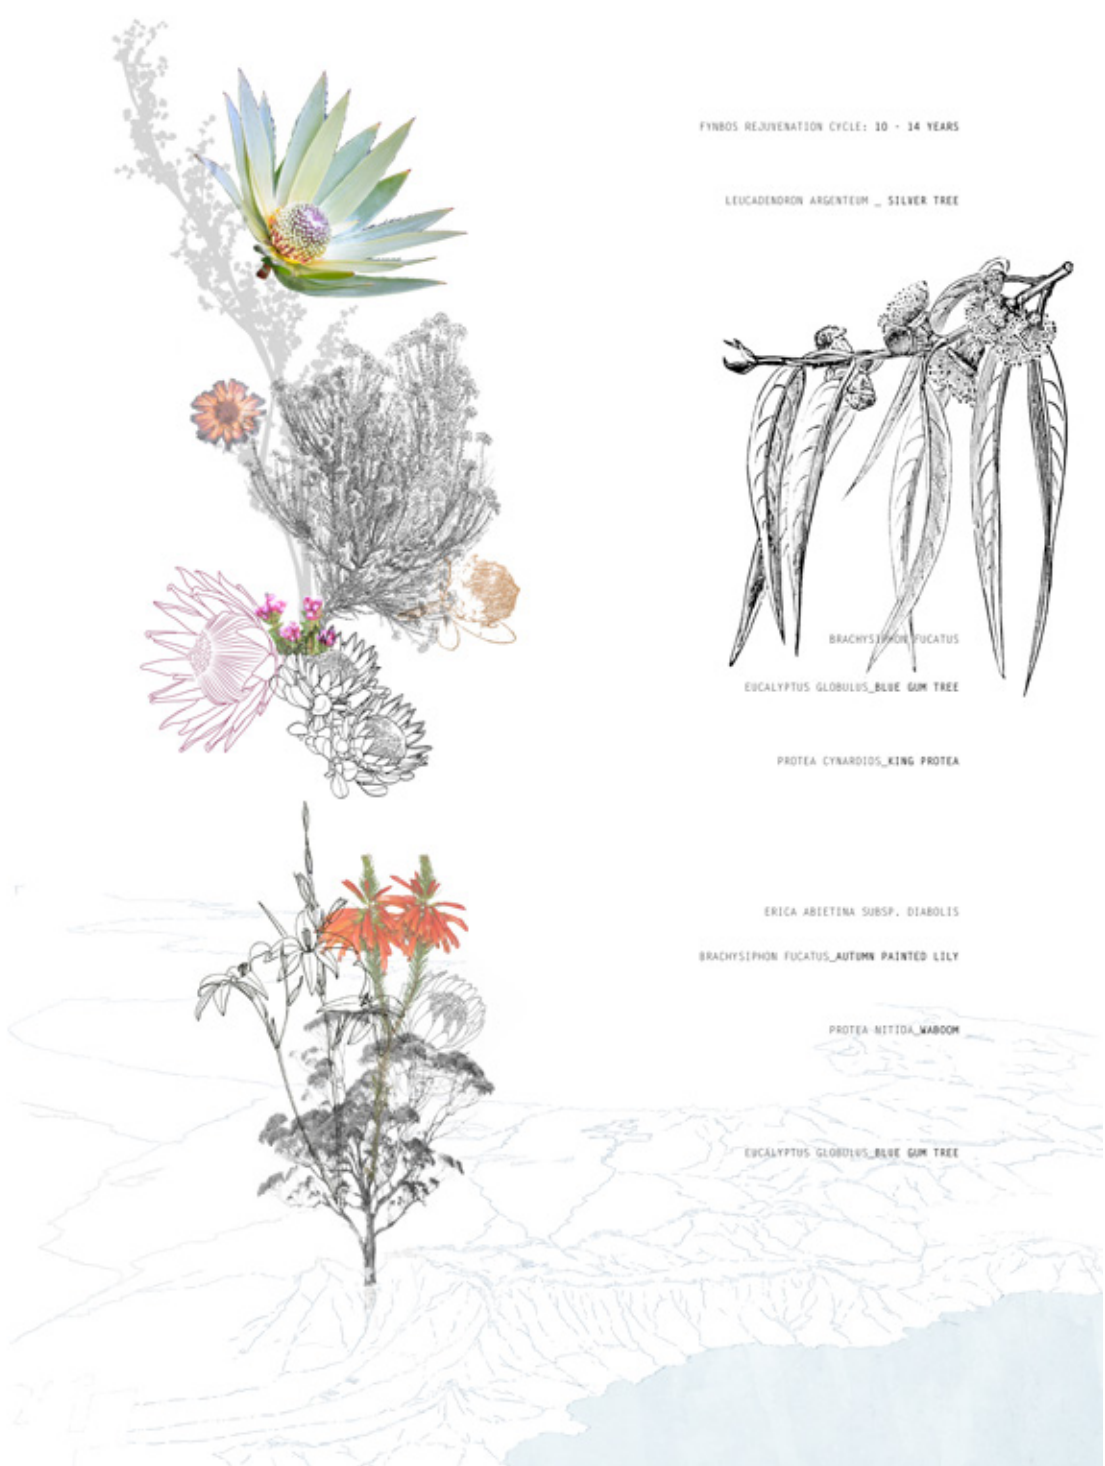 FYNBOS REJUVENATION CYCLE: 10 - 14 YEARS
LEUCADENDRON ARGENTEUM _ SILVER TREE
BRACHYSIPHON FUCATUS
EUCALYPTUS GLOBULUS_BLUE GUM TREE
PROTEA CYNARDIOS_KING PROTEA
ERICA ABIETINA SUBSP. DIABOLIS
BRACHYSIPHON FUCATUS_AUTUMN PAINTED LILY
PROTEA NITIDA_WABOOM
EUCALYPTUS GLOBULUS_BLUE GUM TREE